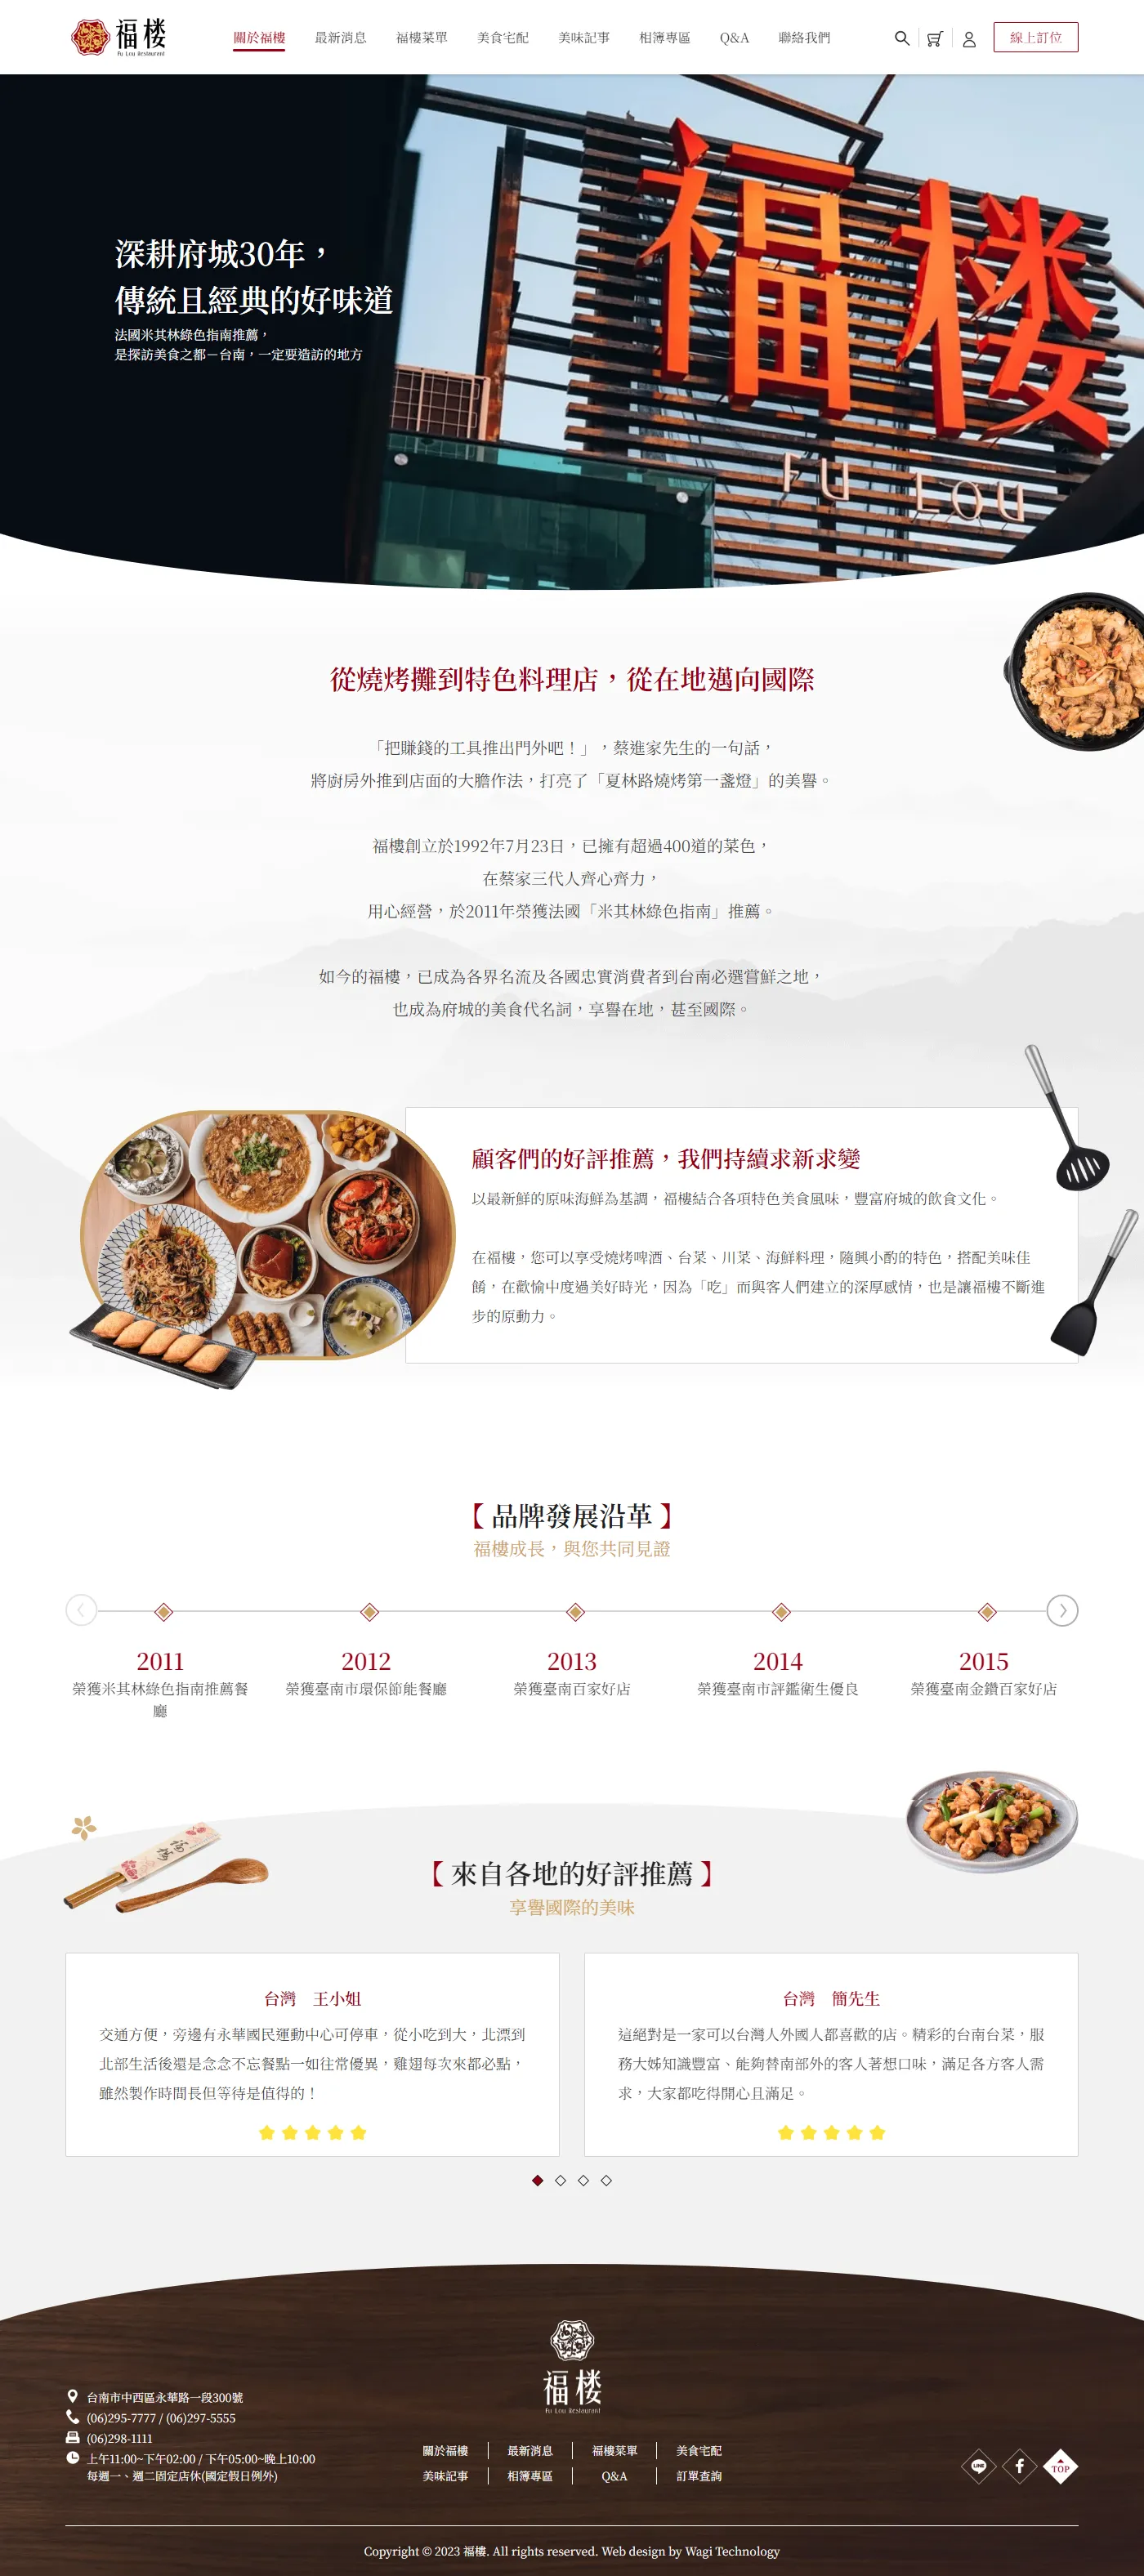 福楼
Fu Lou Restaurant
關於福樓
最新消息
福樓菜單
美食宅配
美味記事
相簿專區
Q&A
聯絡我們
線上訂位
福楼
FU LOU
深耕府城30年，
傳統且經典的好味道
法國米其林綠色指南推薦，
是探訪美食之都－台南，一定要造訪的地方
從燒烤攤到特色料理店，從在地邁向國際
「把賺錢的工具推出門外吧！」，蔡進家先生的一句話，
將廚房外推到店面的大膽作法，打亮了「夏林路燒烤第一盞燈」的美譽。
福樓創立於1992年7月23日，已擁有超過400道的菜色，
在蔡家三代人齊心齊力，
用心經營，於2011年榮獲法國「米其林綠色指南」推薦。
如今的福樓，已成為各界名流及各國忠實消費者到台南必選嘗鮮之地，
也成為府城的美食代名詞，享譽在地，甚至國際。
顧客們的好評推薦，我們持續求新求變
以最新鮮的原味海鮮為基調，福樓結合各項特色美食風味，豐富府城的飲食文化。
在福樓，您可以享受燒烤啤酒、台菜、川菜、海鮮料理，隨興小酌的特色，搭配美味佳
餚，在歡愉中度過美好時光，因為「吃」而與客人們建立的深厚感情，也是讓福樓不斷進
步的原動力。
【 品牌發展沿革 】
福樓成長，與您共同見證
2011
榮獲米其林綠色指南推薦餐
廳
2012
榮獲臺南市環保節能餐廳
2013
榮獲臺南百家好店
2014
榮獲臺南市評鑑衛生優良
2015
榮獲臺南金鑽百家好店
【 來自各地的好評推薦 】
享譽國際的美味
台灣　王小姐
交通方便，旁邊有永華國民運動中心可停車，從小吃到大，北漂到
北部生活後還是念念不忘餐點一如往常優異，雞翅每次來都必點，
雖然製作時間長但等待是值得的！
台灣　簡先生
這絕對是一家可以台灣人外國人都喜歡的店。精彩的台南台菜，服
務大姊知識豐富、能夠替南部外的客人著想口味，滿足各方客人需
求，大家都吃得開心且滿足。
福楼
Fu Lou Restaurant
台南市中西區永華路一段300號
(06)295-7777 / (06)297-5555
(06)298-1111
上午11:00~下午02:00 / 下午05:00~晚上10:00
每週一、週二固定店休(國定假日例外)
關於福樓
最新消息
福樓菜單
美食宅配
美味記事
相簿專區
Q&A
訂單查詢
LINE
TOP
Copyright © 2023 福樓. All rights reserved. Web design by Wagi Technology